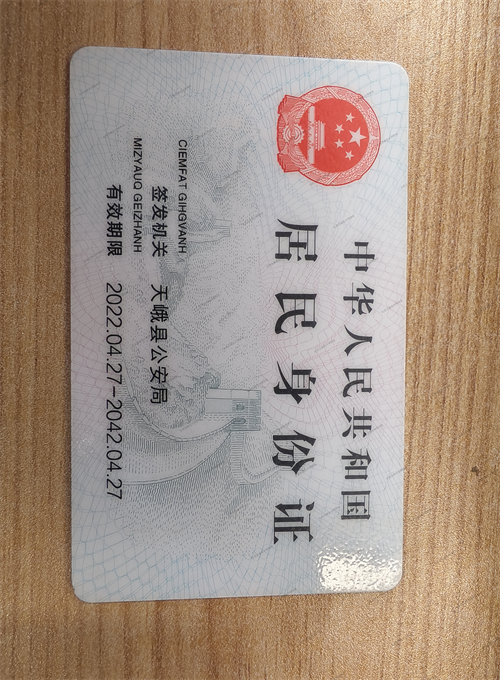 中华人民共和国
居民身份证
CIEMFAT GIHGVANH
签发机关 天峨县公安局
MIZYAUQ GEIZHANH
有效期限 2022.04.27-2042.04.27